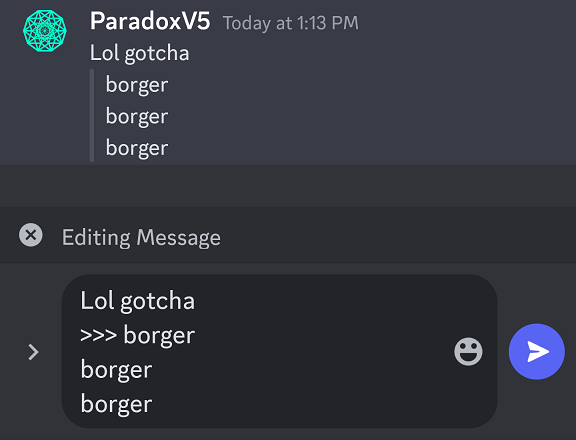 ParadoxV5 Today at 1:13 PM
Lol gotcha
borger
borger
borger
Editing Message
Lol gotcha
>>> borger
borger
borger